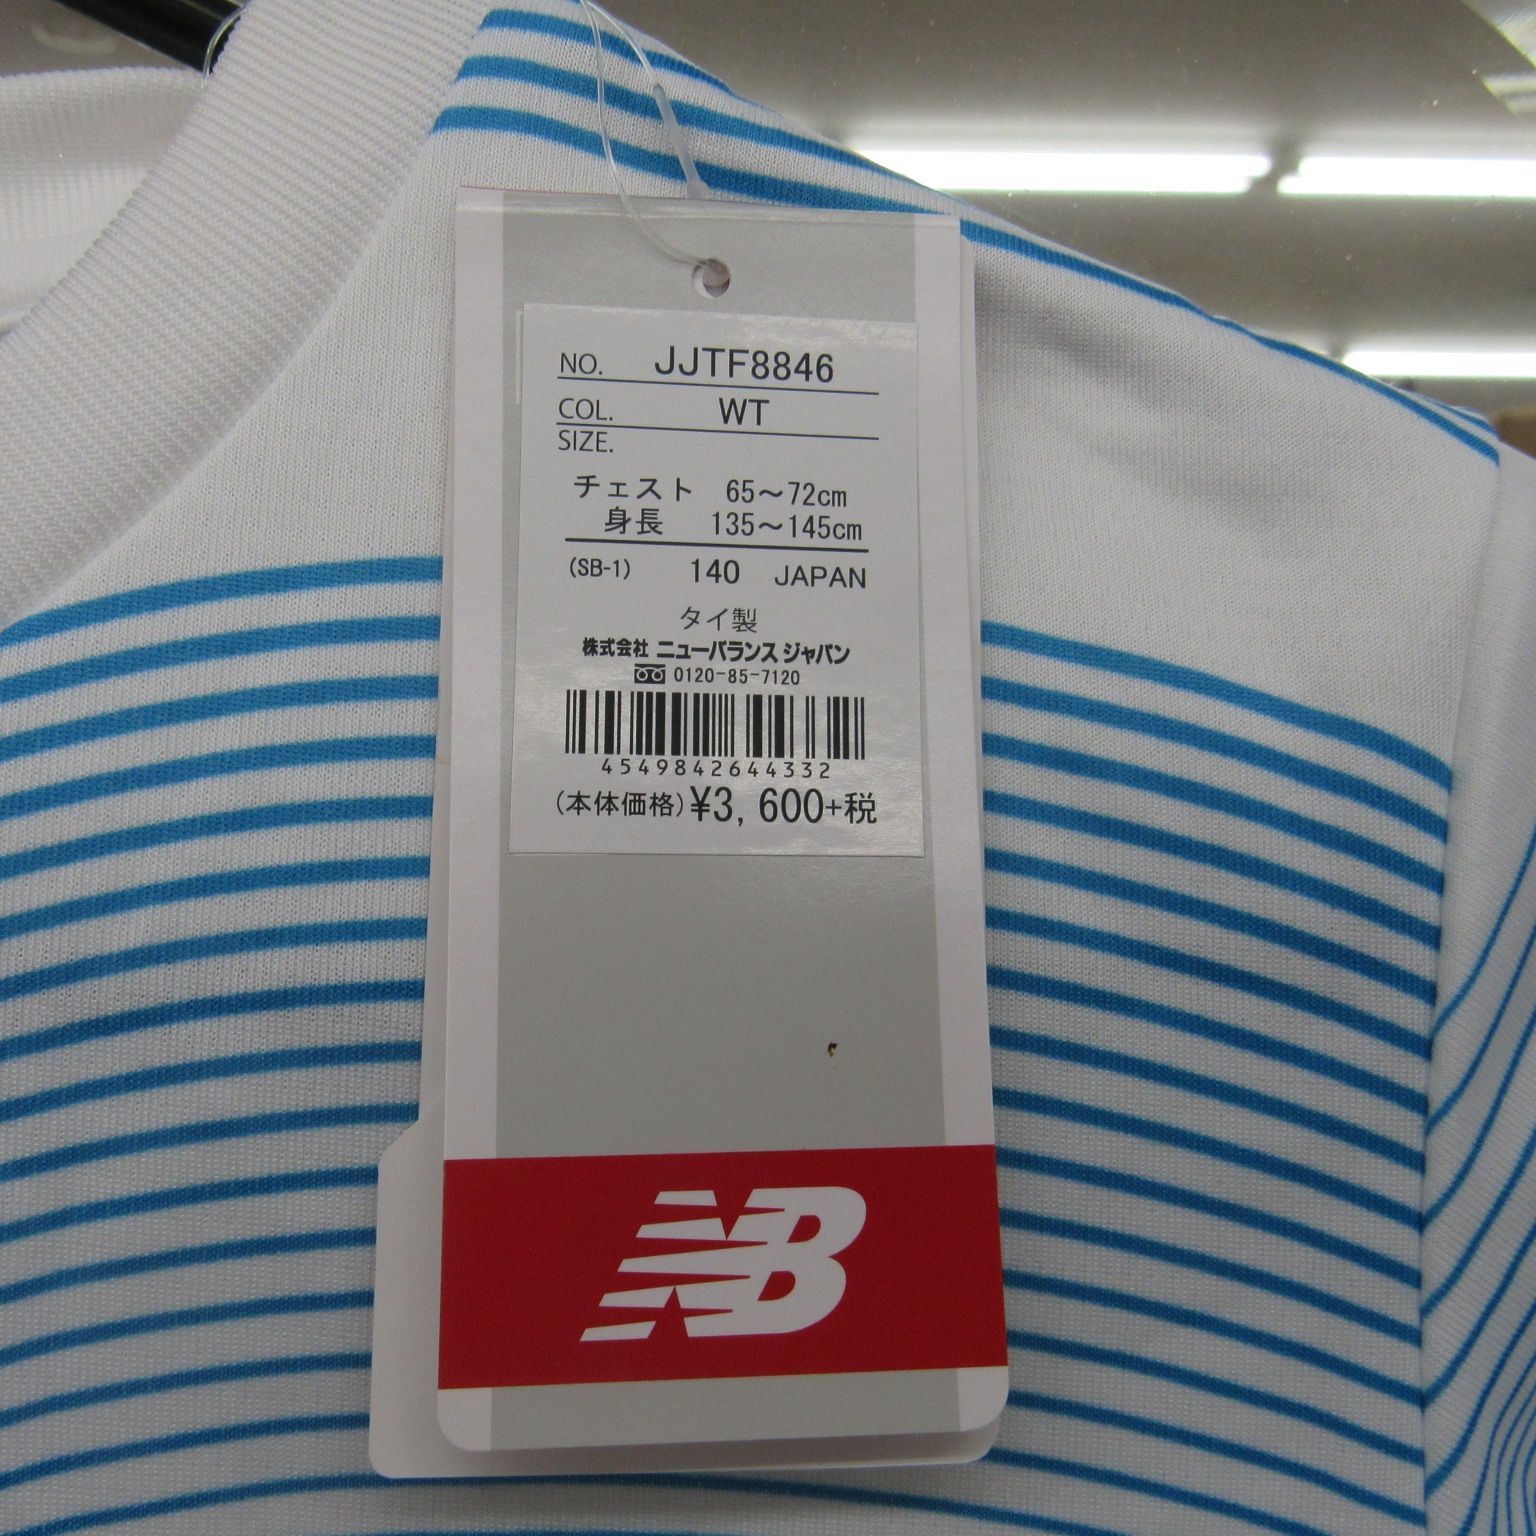 NO. JJTF8846
COL. WT
SIZE.
チェスト 65～72cm
身長 135～145cm
(SB-1) 140 JAPAN
タイ製
株式会社 ニューバランス ジャパン
0120-85-7120
4549842644332
(本体価格)¥3,600+税
NB